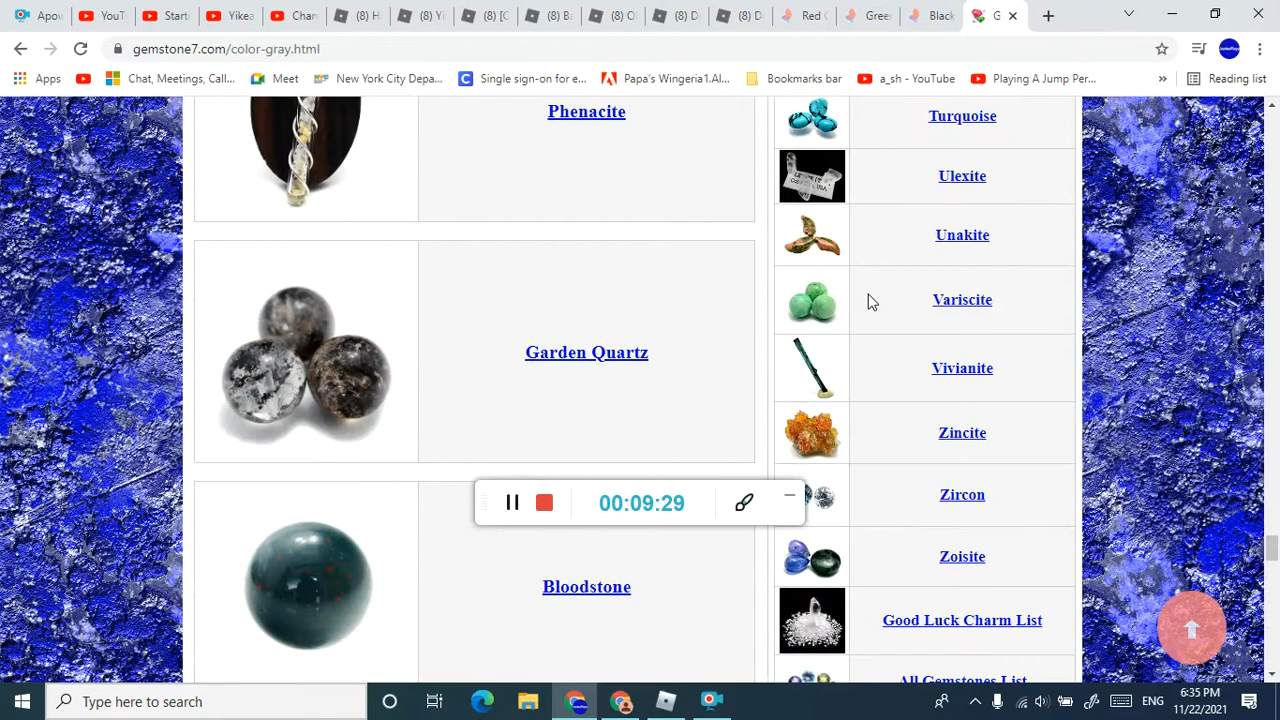 Apov
YouT
Start
Yikea
Chan
(8) H
(8) Yi
(8) [C
(8) B
(8) O
(8) D
(8) D
Red C
Gree
Black
G
gemstone7.com/color-gray.html
Apps
Chat, Meetings, Call...
Meet
New York City Depa...
Single sign-on for e...
Papa's Wingeria1.Al...
Bookmarks bar
a_sh - YouTube
Playing A Jump Per...
»
Reading list
Phenacite
Turquoise
Ulexite
Unakite
Variscite
Garden Quartz
Vivianite
Zincite
Zircon
00:09:29
Zoisite
Bloodstone
Good Luck Charm List
All Gemstones List
Type here to search
ENG
6:35 PM
11/22/2021